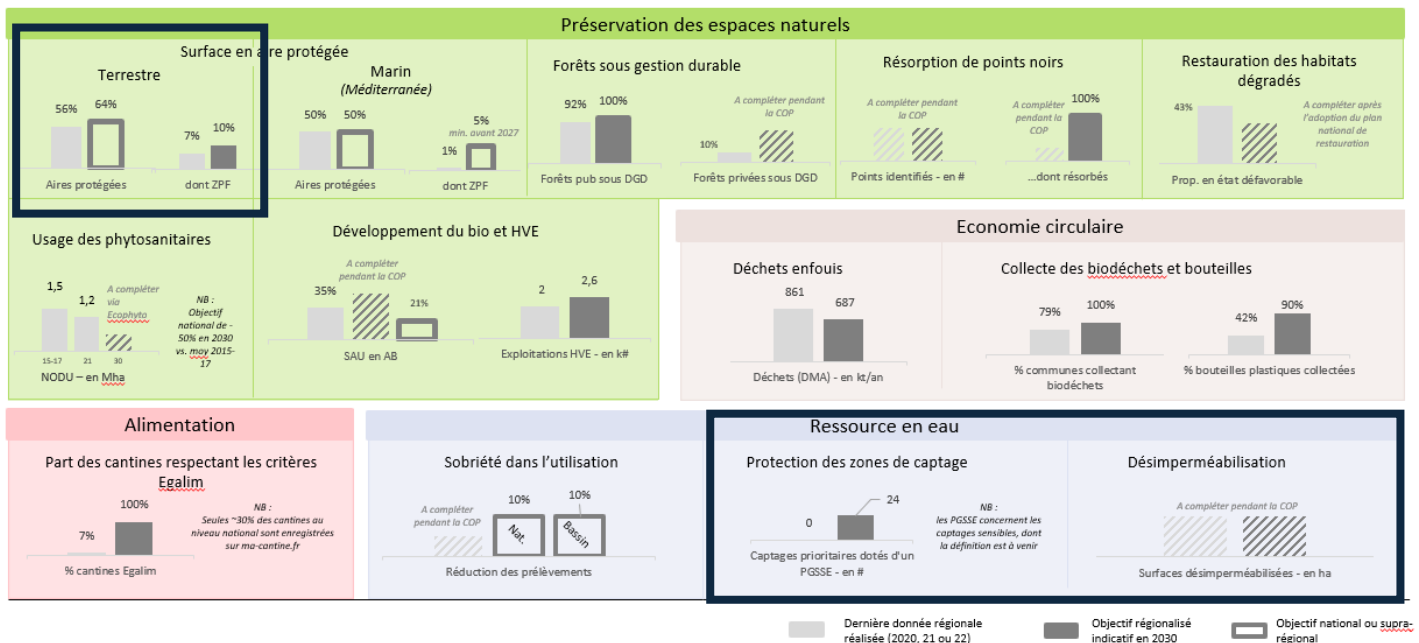 Préservation des espaces naturels
Surface en aire protégée
Terrestre
56%
64%
Aires protégées
7%
10%
dont ZPF
Marin
(Méditerranée)
50%
50%
Aires protégées
5%
min. avant 2027
1%
dont ZPF
Forêts sous gestion durable
92%
100%
Forêts pub sous DGD
A compléter pendant
la COP
10%
Forêts privées sous DGD
Résorption de points noirs
A compléter pendant
la COP
Points identifiés - en #
A compléter
pendant la
COP
100%
...dont résorbés
Restauration des habitats
dégradés
43%
A compléter après
l'adoption du plan
national de
restauration
Prop. en état défavorable
Usage des phytosanitaires
1,5
1,2
A compléter
via
Ecophyto
15-17
21
30
NODU – en Mha
NB :
Objectif
national de -
50% en 2030
vs. moy 2015-
17
Développement du bio et HVE
A compléter
pendant la COP
35%
21%
SAU en AB
2
2,6
Exploitations HVE - en k#
Economie circulaire
Déchets enfouis
861
687
Déchets (DMA) - en kt/an
Collecte des biodéchets et bouteilles
79%
100%
% communes collectant
biodéchets
42%
90%
% bouteilles plastiques collectées
Alimentation
Part des cantines respectant les critères
Egalim
7%
100%
% cantines Egalim
NB :
Seules ~30% des cantines au
niveau national sont enregistrées
sur ma-cantine.fr
Ressource en eau
Sobriété dans l'utilisation
A compléter
pendant la COP
10%
10%
Nat.
Bassin
Réduction des prélèvements
Protection des zones de captage
0
24
Captages prioritaires dotés d'un
PGSSE - en #
NB :
les PGSSE concernent les
captages sensibles, dont
la définition est à venir
Désimperméabilisation
A compléter pendant la COP
Surfaces désimperméabilisées - en ha
Dernière donnée régionale
réalisée (2020, 21 ou 22)
Objectif régionalisé
indicatif en 2030
Objectif national ou supra-
régional